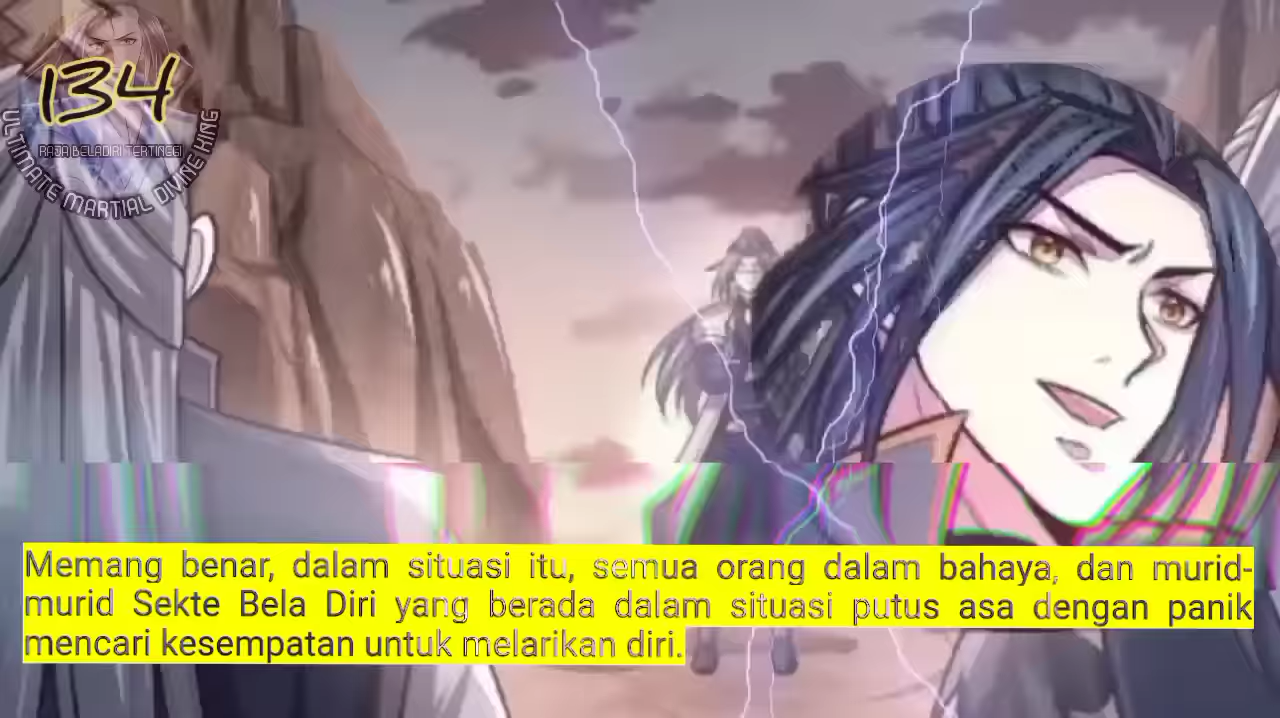 134
RAJA BELADIRI TERTINGGI
ULTIMATE MARTIAL DIVINE KING
Memang benar, dalam situasi itu, semua orang dalam bahaya, dan murid-
murid Sekte Bela Diri yang berada dalam situasi putus asa dengan panik
mencari kesempatan untuk melarikan diri.